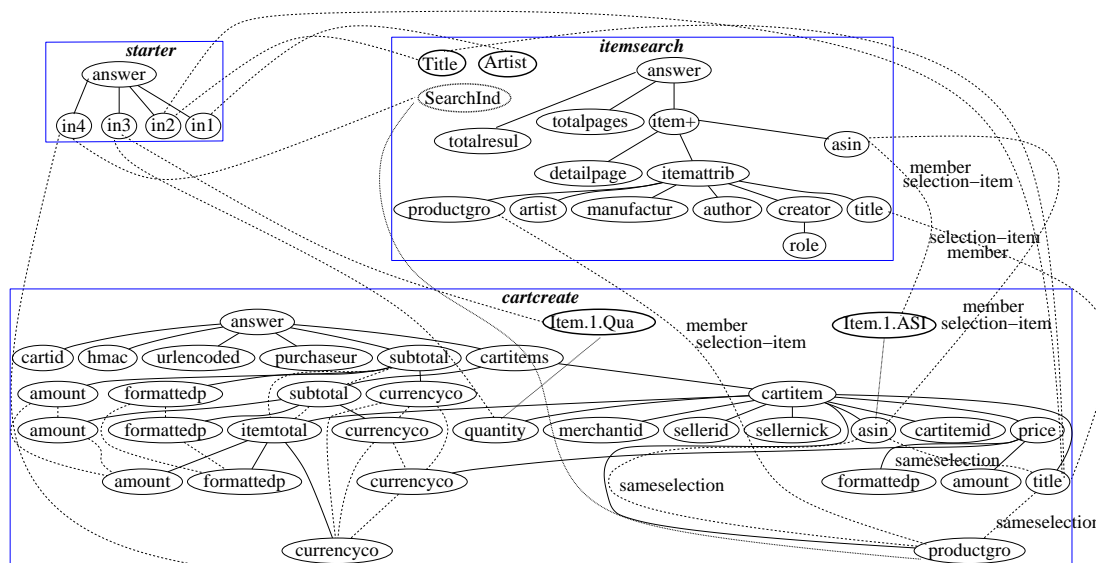 starter
itemsearch
answer
Title
Artist
answer
SearchInd
in4
in3
in2
in1
totalresul
totalpages
item+
asin
detailpage
itemattrib
member
selection−item
productgro
artist
manufactur
author
creator
title
role
selection−item
member
cartcreate
answer
Item.1.Qua
Item.1.ASI
member
selection−item
member
selection−item
cartid
hmac
urlencoded
purchaseur
subtotal
cartitems
amount
formattedp
subtotal
currencyco
cartitem
amount
formattedp
itemtotal
currencyco
quantity
merchantid
sellerid
sellernick
asin
cartitemid
price
sameselection
amount
formattedp
currencyco
sameselection
formattedp
amount
title
sameselection
currencyco
productgro